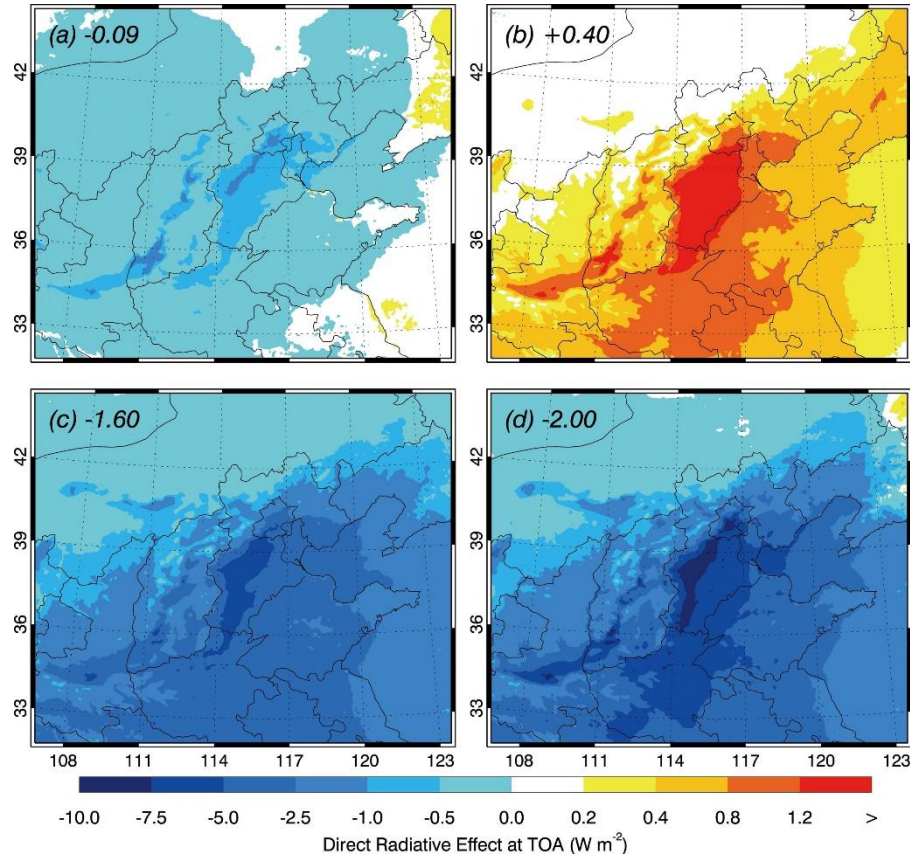 (a) -0.09
(b) +0.40
42
39
36
33
(c) -1.60
(d) -2.00
42
39
36
33
108 111 114 117 120 123 108 111 114 117 120 123
-10.0 -7.5 -5.0 -2.5 -1.0 -0.5 0.0 0.2 0.4 0.8 1.2 >
Direct Radiative Effect at TOA (W m⁻²)